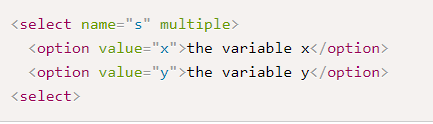 <select name="s" multiple>
  <option value="x">the variable x</option>
  <option value="y">the variable y</option>
<select>